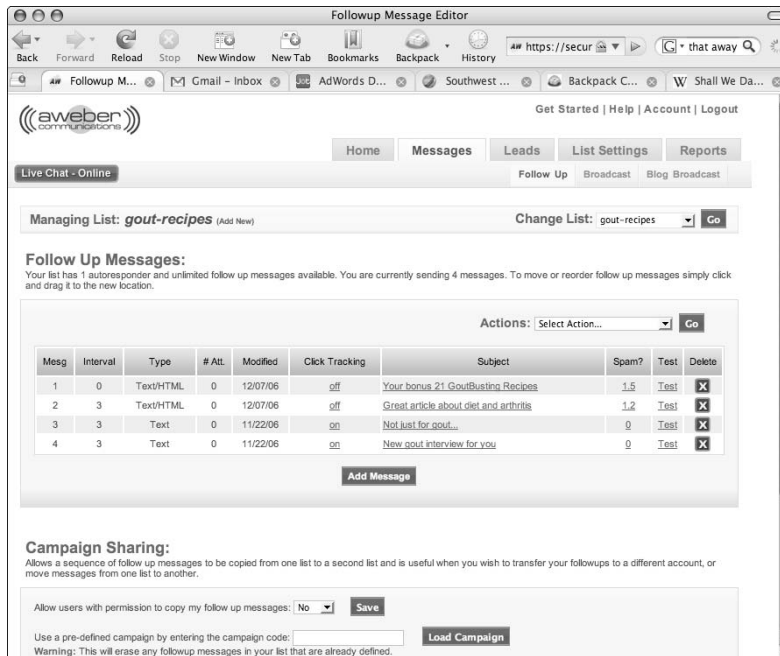 Followup Message Editor
Back Forward Reload Stop New Window New Tab Bookmarks Backpack History https://secur G that away
Followup M... Gmail - Inbox JOE AdWords D... Southwest ... Backpack C... W Shall We Da...
aweber communications
Get Started | Help | Account | Logout
Home Messages Leads List Settings Reports
Live Chat - Online
Follow Up Broadcast Blog Broadcast
Managing List: gout-recipes (Add New)
Change List: gout-recipes Go
Follow Up Messages:
Your list has 1 autoresponder and unlimited follow up messages available. You are currently sending 4 messages. To move or reorder follow up messages simply click
and drag it to the new location.
Actions: Select Action... Go
Mesg Interval Type # Att. Modified Click Tracking Subject Spam? Test Delete
1 0 Text/HTML 0 12/07/06 off Your bonus 21 GoutBusting Recipes 1.5 Test X
2 3 Text/HTML 0 12/07/06 off Great article about diet and arthritis 1.2 Test X
3 3 Text 0 11/22/06 on Not just for gout... 0 Test X
4 3 Text 0 11/22/06 on New gout interview for you 0 Test X
Add Message
Campaign Sharing:
Allows a sequence of follow up messages to be copied from one list to a second list and is useful when you wish to transfer your followups to a different account, or
move messages from one list to another.
Allow users with permission to copy my follow up messages: No Save
Use a pre-defined campaign by entering the campaign code: Load Campaign
Warning: This will erase any followup messages in your list that are already defined.